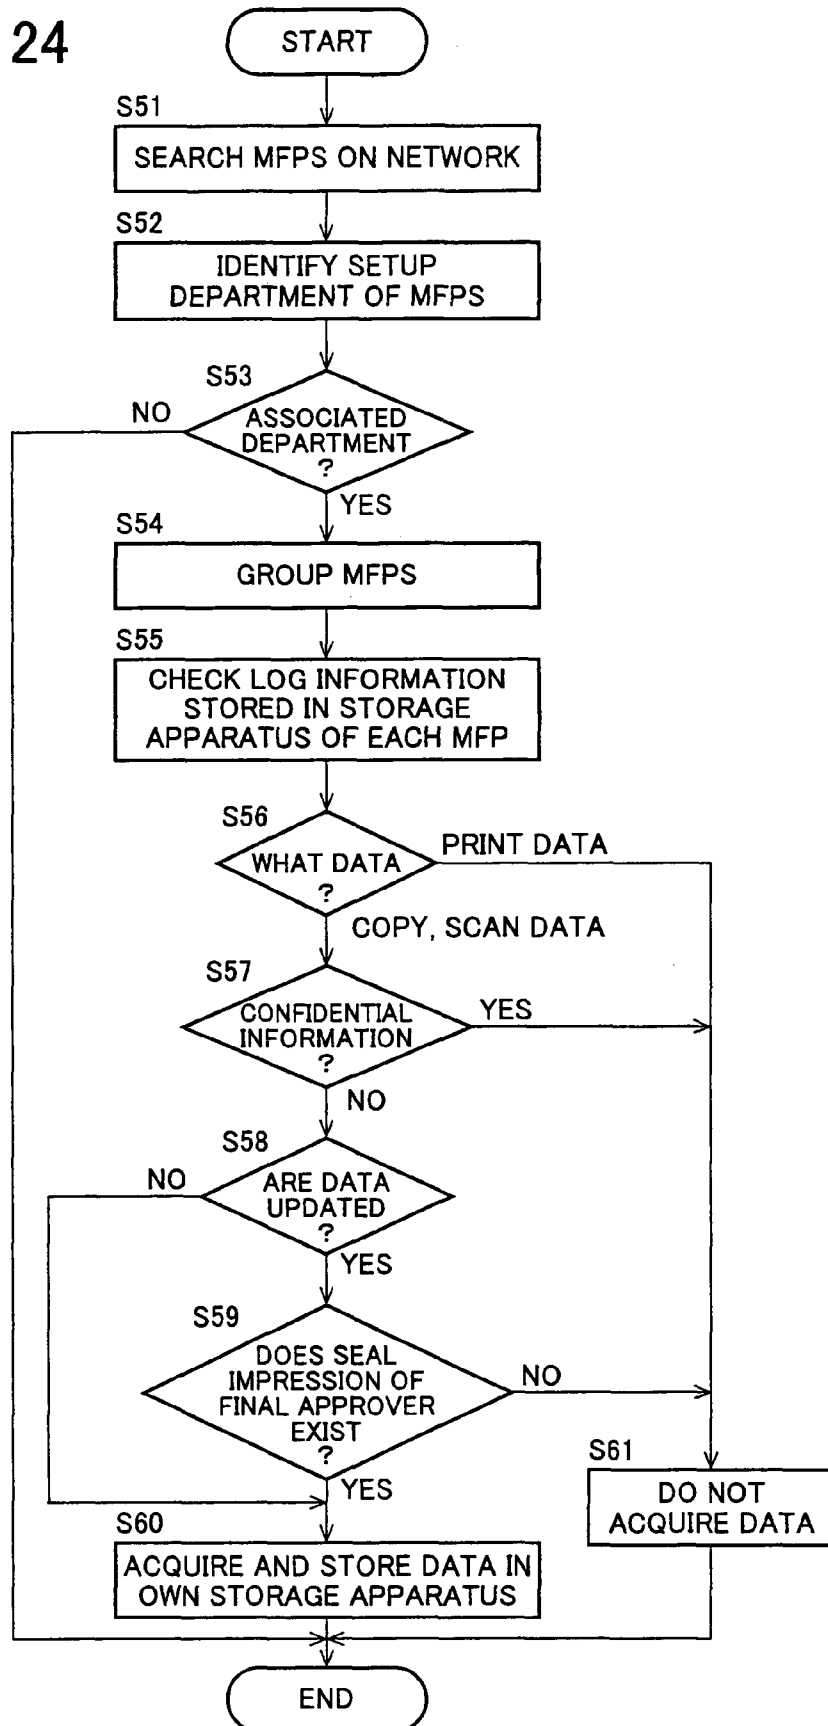 24
START
S51
SEARCH MFPS ON NETWORK
S52
IDENTIFY SETUP
DEPARTMENT OF MFPS
S53
NO
ASSOCIATED
DEPARTMENT
?
YES
S54
GROUP MFPS
S55
CHECK LOG INFORMATION
STORED IN STORAGE
APPARATUS OF EACH MFP
S56
PRINT DATA
WHAT DATA
?
COPY, SCAN DATA
S57
CONFIDENTIAL
INFORMATION
?
YES
NO
S58
NO
ARE DATA
UPDATED
?
YES
S59
DOES SEAL
IMPRESSION OF
FINAL APPROVER
EXIST
?
NO
YES
S61
DO NOT
ACQUIRE DATA
S60
ACQUIRE AND STORE DATA IN
OWN STORAGE APPARATUS
END